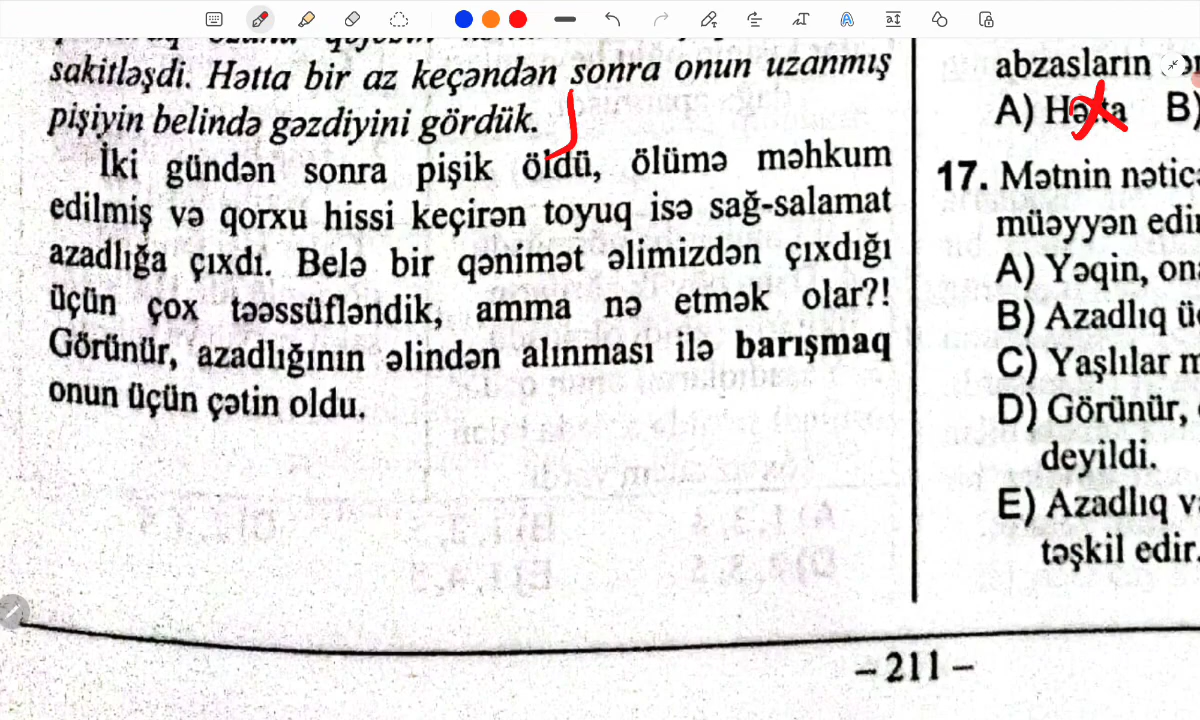 sakitləşdi. Hətta bir az keçəndən sonra onun uzanmış
pişiyin belində gəzdiyini gördük.
İki gündən sonra pişik öldü, ölümə məhkum
edilmiş və qorxu hissi keçirən toyuq isə sağ-salamat
azadlığa çıxdı. Belə bir qənimət əlimizdən çıxdığı
üçün çox təəssüfləndik, amma nə etmək olar?!
Görünür, azadlığının əlindən alınması ilə barışmaq
onun üçün çətin oldu.
abzasların
A) Hətta B)
17. Mətnin nəticə
müəyyən edin
A) Yəqin, on
B) Azadlıq ü
C) Yaşlılar m
D) Görünür,
deyildi.
E) Azadlıq v
təşkil edir.
– 211 –